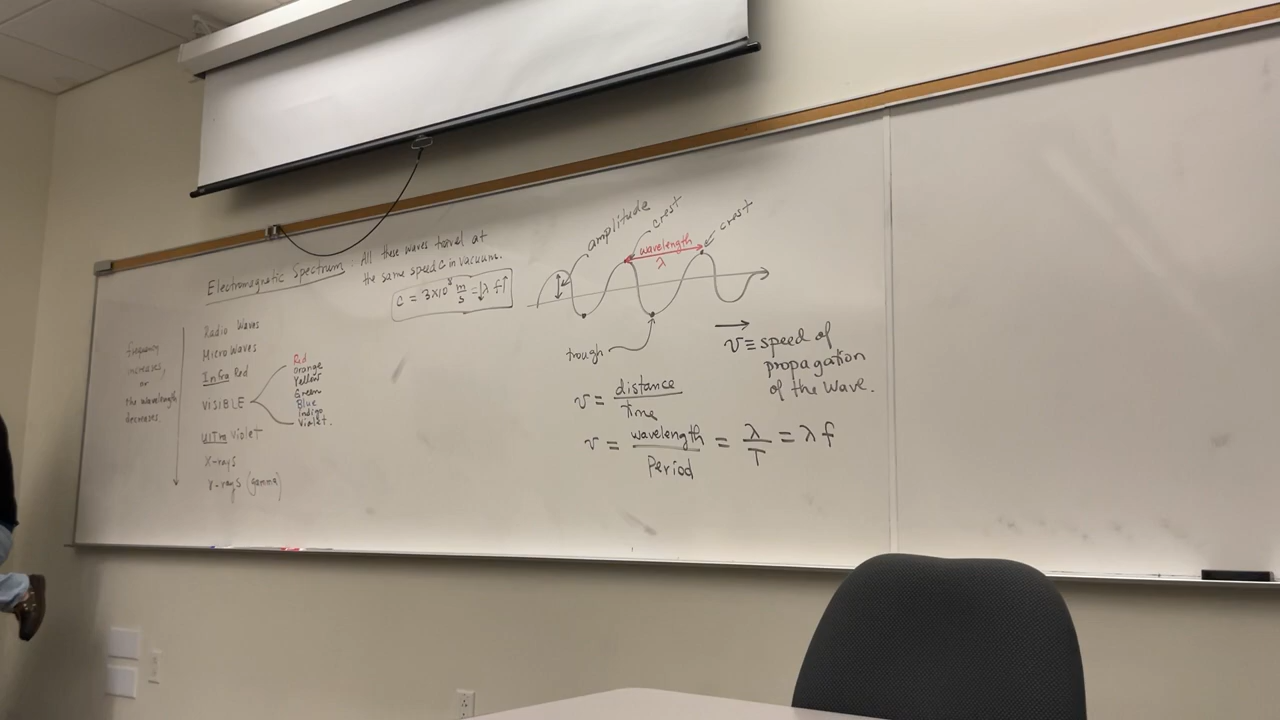 Electromagnetic Spectrum : All these waves travel at
the same speed C in vacuum.
C = 3×10⁸ m/s = ↓λ f↑
frequency
increases,
or
the wavelength
decreases
Radio Waves
Micro Waves
Infra Red
VISIBLE
Red
Orange
Yellow
Green
Blue
Indigo
Violet.
Ultra Violet
X-rays
γ-rays (gamma)
amplitude
crest
crest
wavelength
λ
trough
v ≡ speed of
propagation
of the Wave.
v = distance / time
v = wavelength / Period = λ / T = λ f